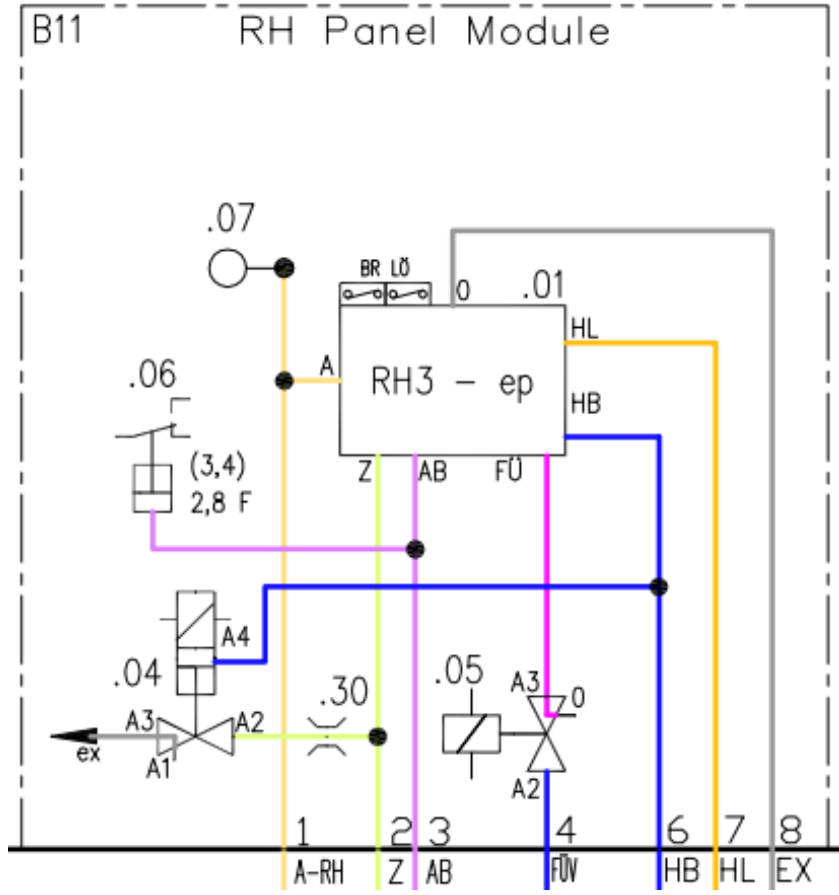 B11 RH Panel Module
.07
BR LÖ
O .01
HL
A
RH3 - ep
.06
HB
(3,4)
2,8 F
Z AB FÜ
A4
.04 .30 .05
A3 O
A3 A2
ex A1
A2
1 2 3 4 6 7 8
A-RH Z AB FÜV HB HL EX